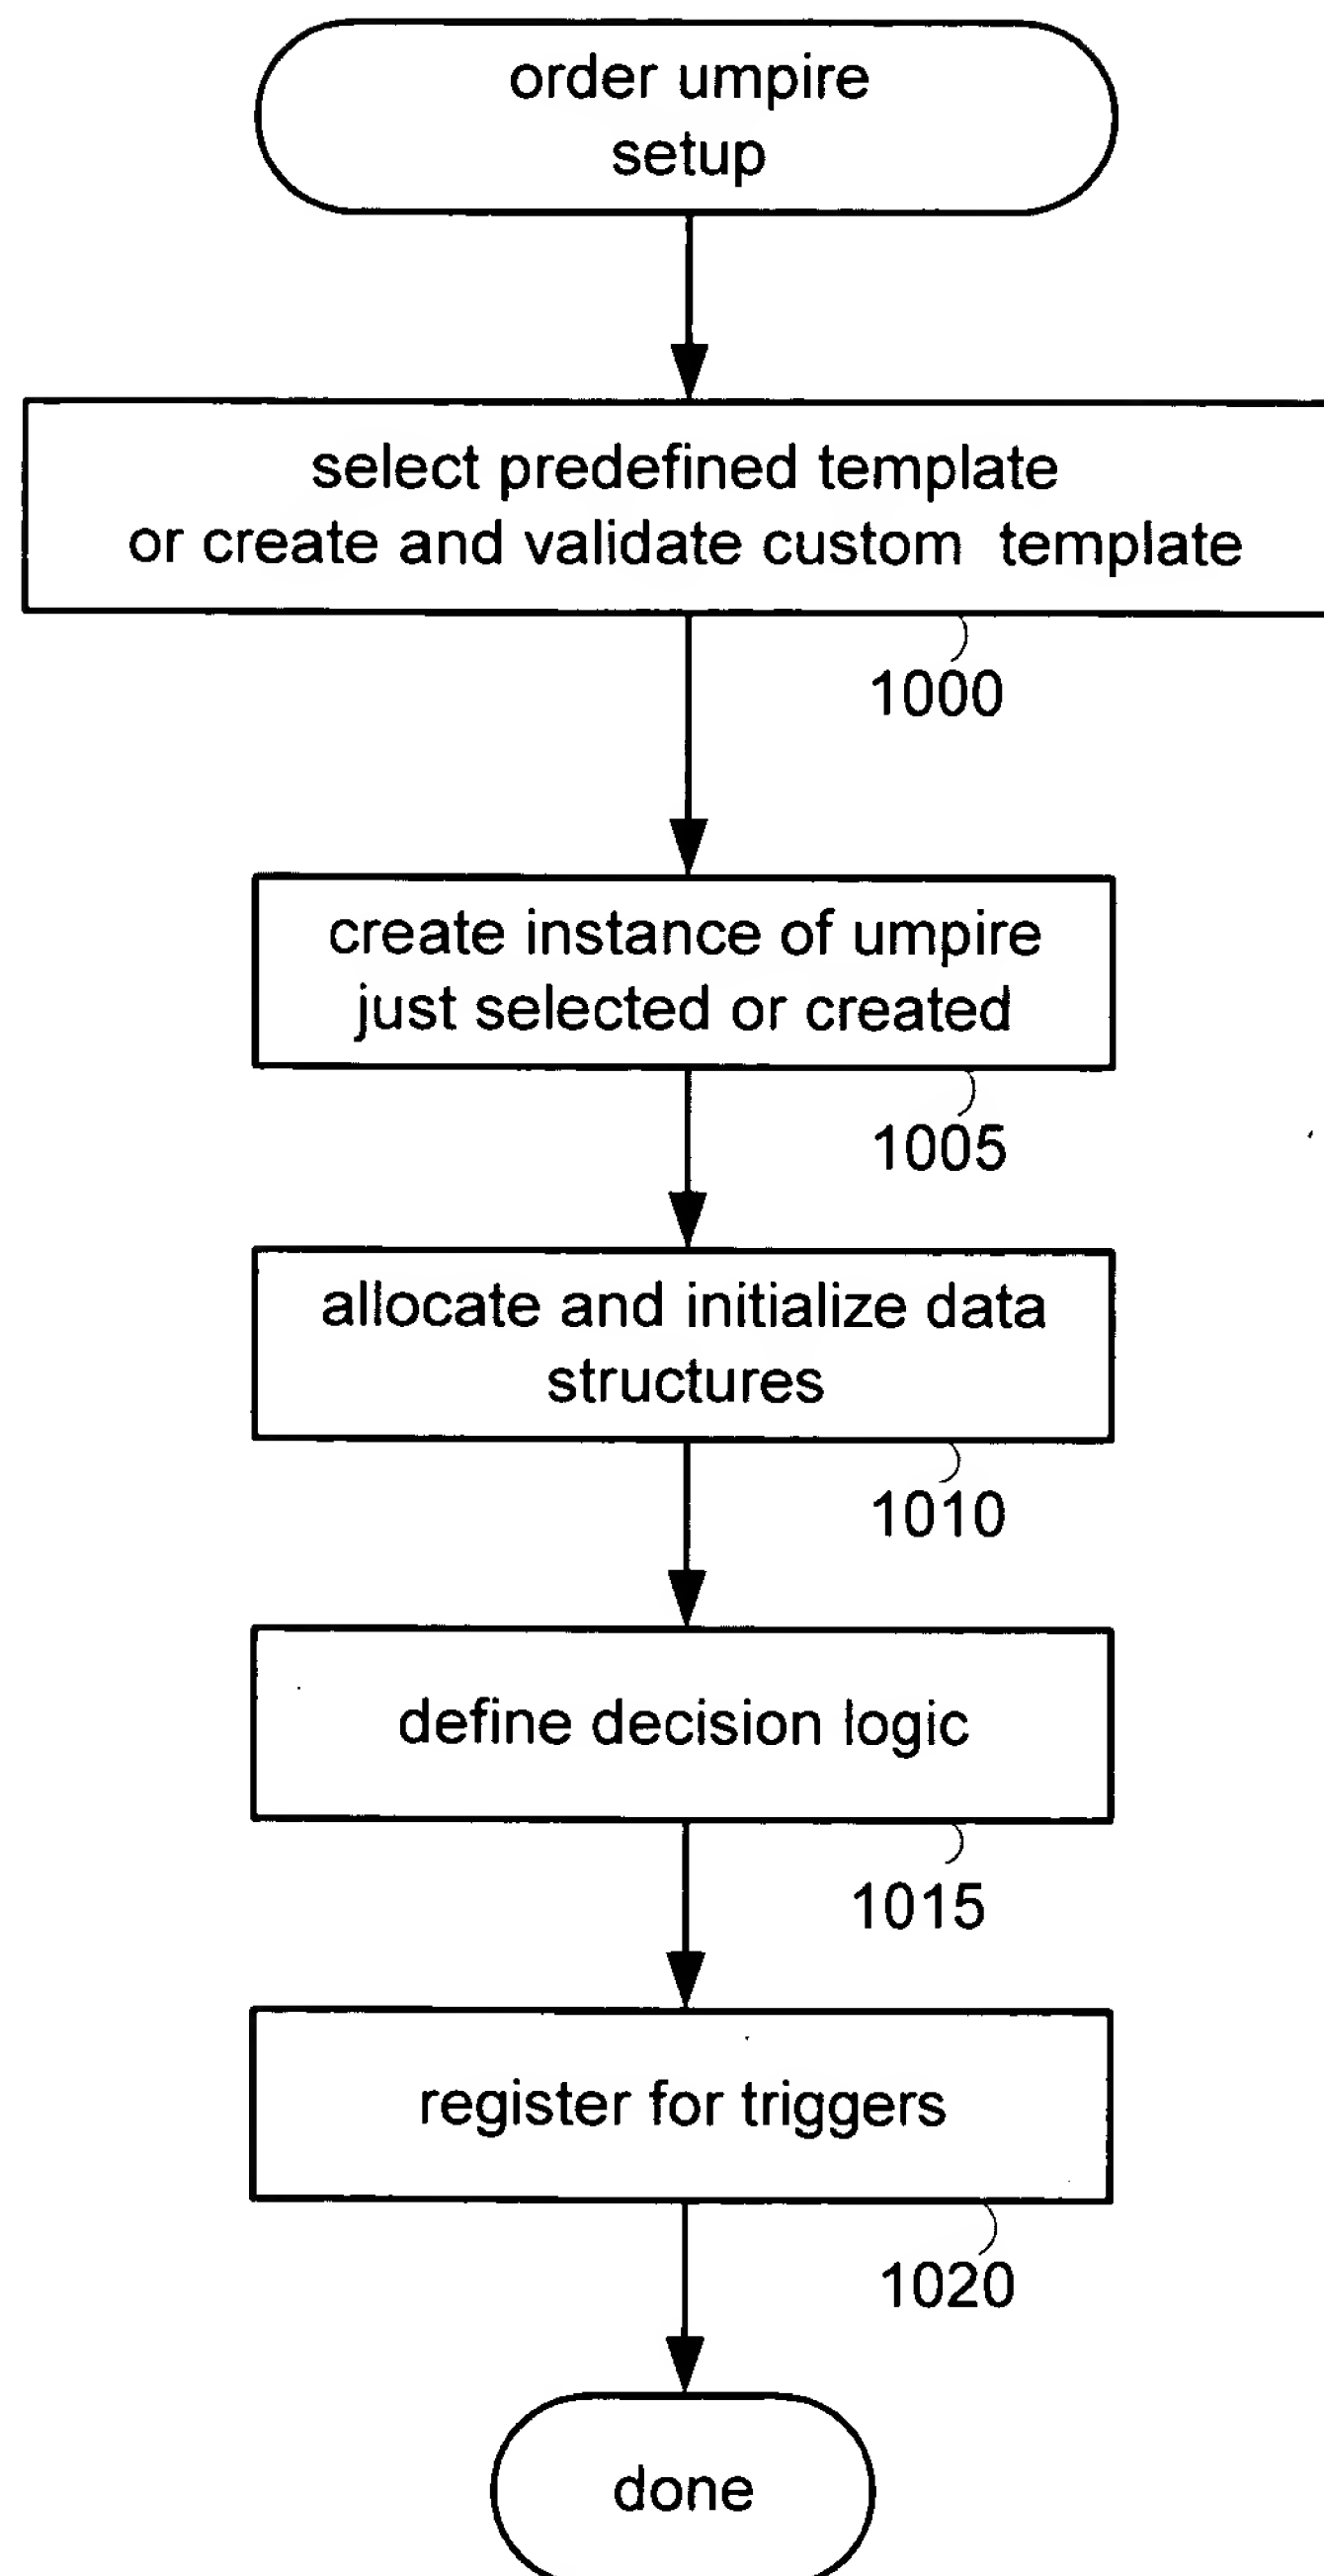 order umpire
setup
select predefined template
or create and validate custom template
1000
create instance of umpire
just selected or created
1005
allocate and initialize data
structures
1010
define decision logic
1015
register for triggers
1020
done